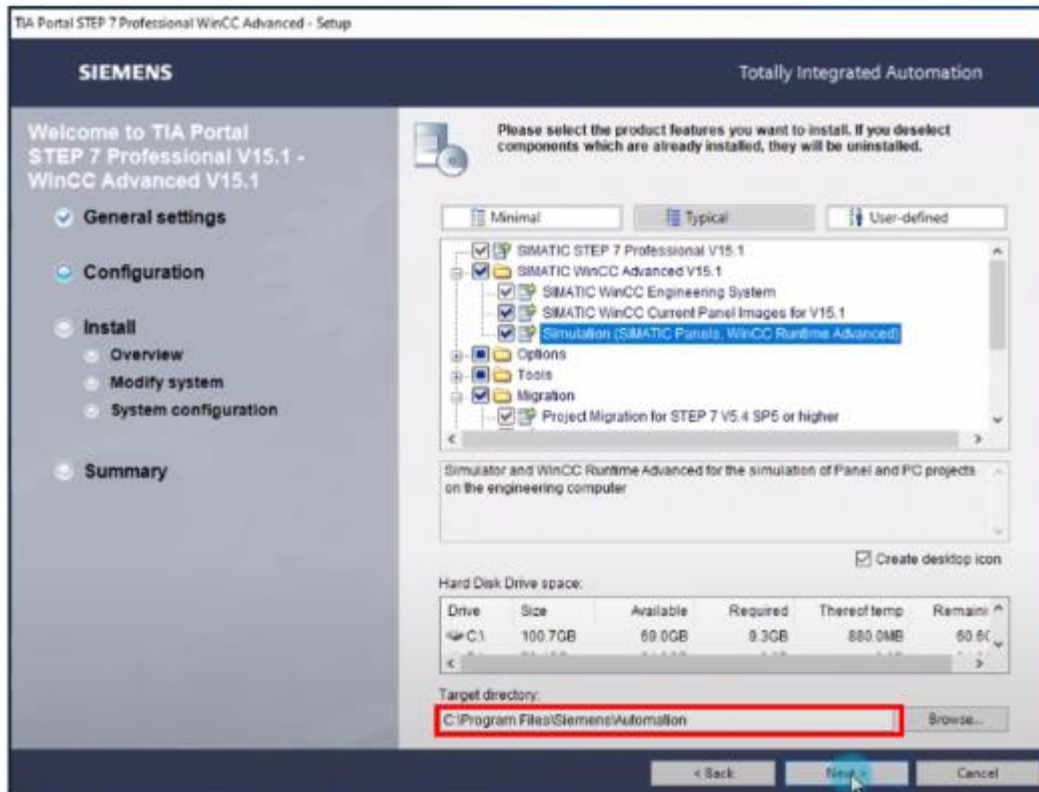 TIA Portal STEP 7 Professional WinCC Advanced - Setup
SIEMENS
Totally Integrated Automation
Welcome to TIA Portal
STEP 7 Professional V15.1 -
WinCC Advanced V15.1
General settings
Configuration
Install
Overview
Modify system
System configuration
Summary
Please select the product features you want to install. If you deselect
components which are already installed, they will be uninstalled.
Minimal
Typical
User-defined
SIMATIC STEP 7 Professional V15.1
SIMATIC WinCC Advanced V15.1
SIMATIC WinCC Engineering System
SIMATIC WinCC Current Panel Images for V15.1
Simulation (SIMATIC Panels, WinCC Runtime Advanced)
Options
Tools
Migration
Project Migration for STEP 7 V5.4 SP5 or higher
Simulator and WinCC Runtime Advanced for the simulation of Panel and PC projects
on the engineering computer
Create desktop icon
Hard Disk Drive space:
Drive Size Available Required Thereof temp Remaini
C:\ 100.7GB 69.0GB 9.3GB 880.0MB
Target directory:
C:\Program Files\Siemens\Automation
Browse...
< Back
Next >
Cancel